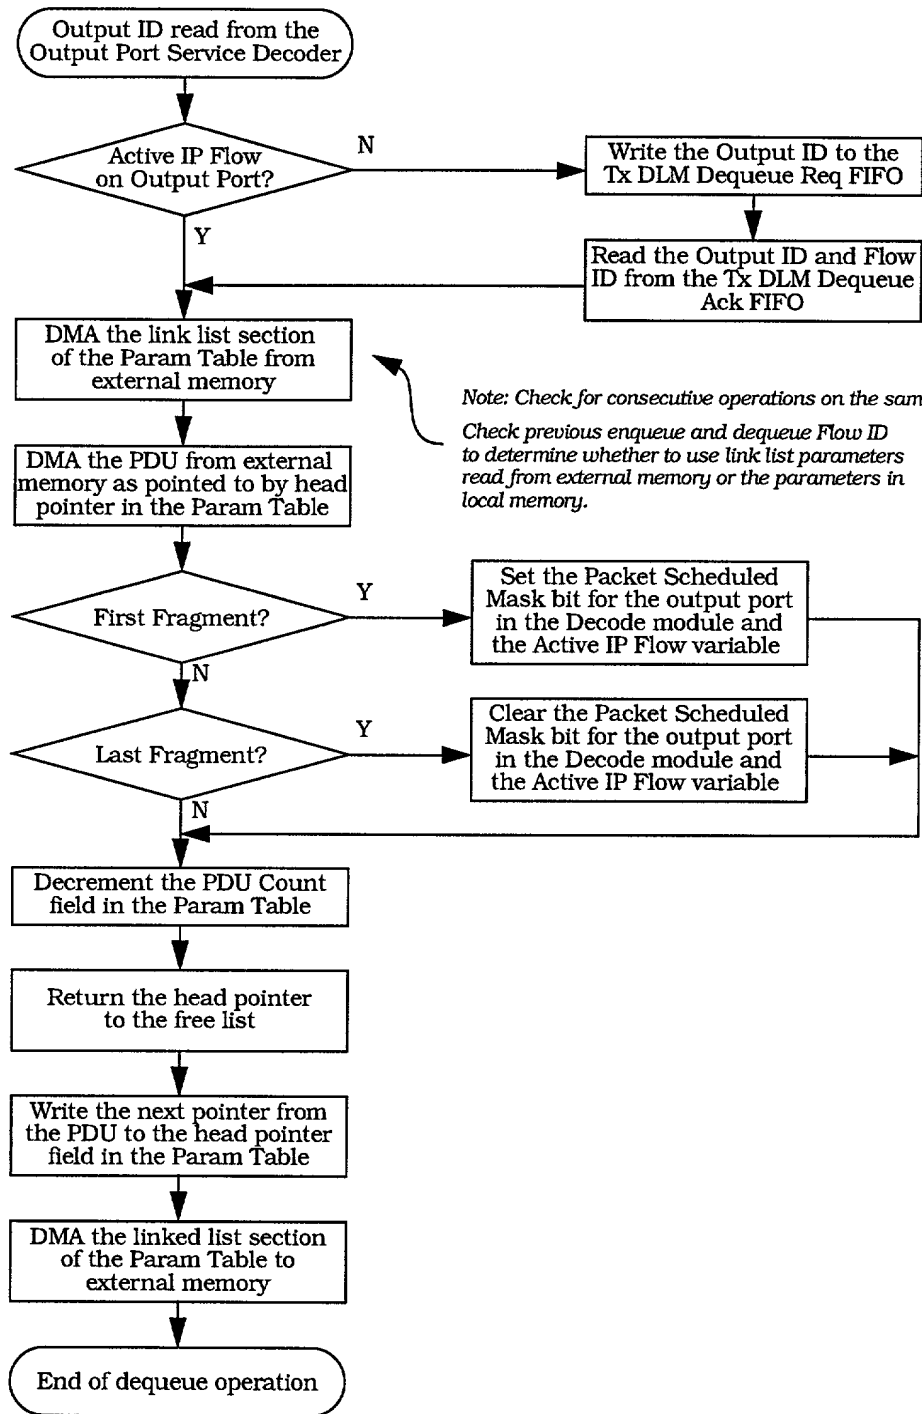 Output ID read from the
Output Port Service Decoder
Active IP Flow
on Output Port?
N
Write the Output ID to the
Tx DLM Dequeue Req FIFO
Y
Read the Output ID and Flow
ID from the Tx DLM Dequeue
Ack FIFO
DMA the link list section
of the Param Table from
external memory
Note: Check for consecutive operations on the sam
Check previous enqueue and dequeue Flow ID
to determine whether to use link list parameters
read from external memory or the parameters in
local memory.
DMA the PDU from external
memory as pointed to by head
pointer in the Param Table
First Fragment?
Y
Set the Packet Scheduled
Mask bit for the output port
in the Decode module and
the Active IP Flow variable
N
Last Fragment?
Y
Clear the Packet Scheduled
Mask bit for the output port
in the Decode module and
the Active IP Flow variable
N
Decrement the PDU Count
field in the Param Table
Return the head pointer
to the free list
Write the next pointer from
the PDU to the head pointer
field in the Param Table
DMA the linked list section
of the Param Table to
external memory
End of dequeue operation